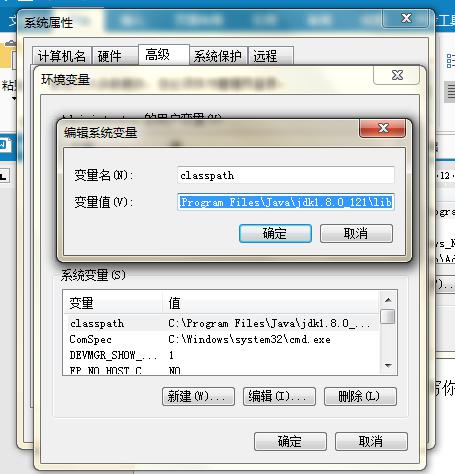 系统属性
计算机名 硬件 高级 系统保护 远程
环境变量
编辑系统变量
变量名(N): classpath
变量值(V): Program Files\Java\jdk1.8.0_121\lib
确定 取消
系统变量(S)
变量 值
classpath C:\Program Files\Java\jdk1.8.0_...
ComSpec C:\Windows\system32\cmd.exe
DEVMGR_SHOW_... 1
FP_NO_HOST_C... NO
新建(W)... 编辑(I)... 删除(L)
确定 取消